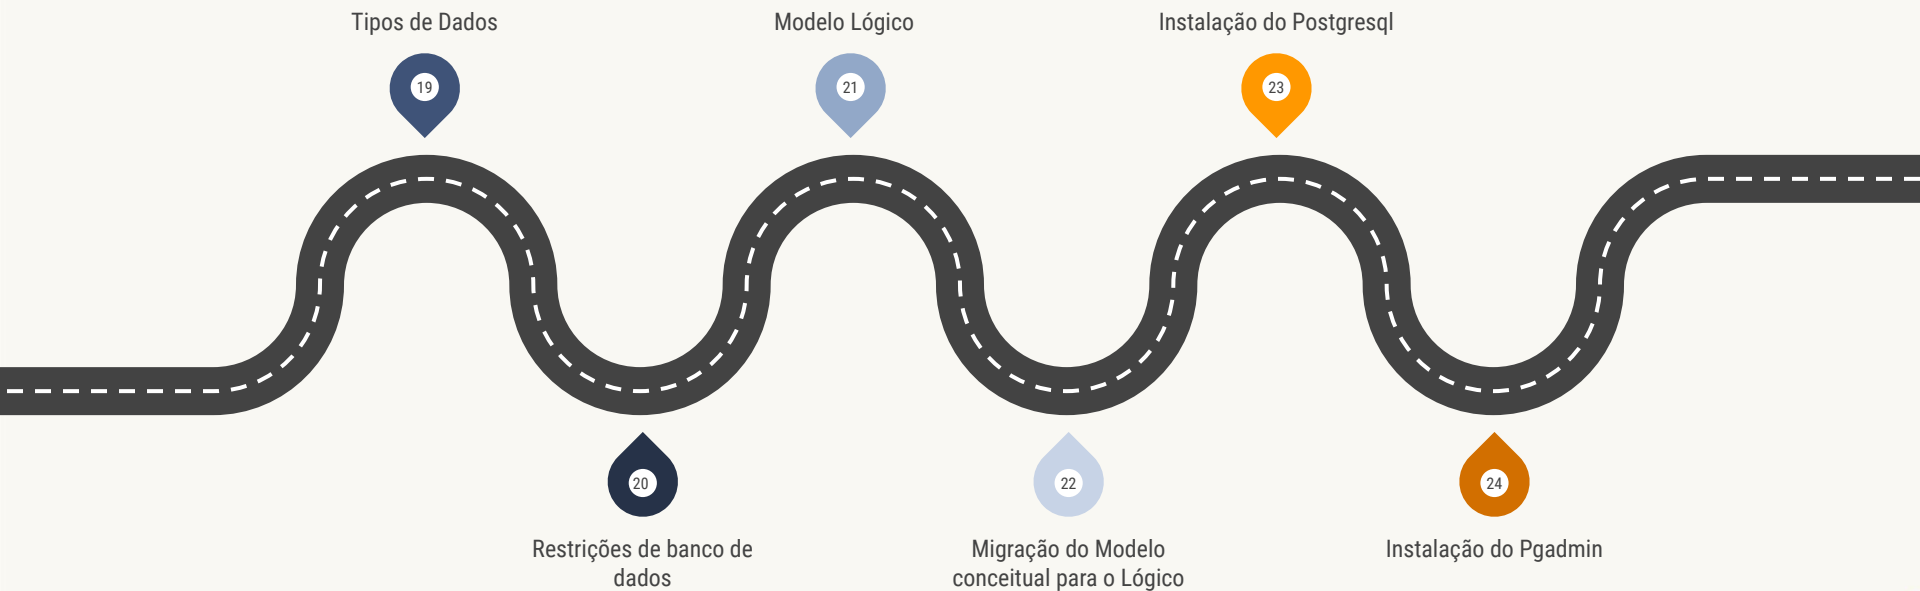 Tipos de Dados
Modelo Lógico
Instalação do Postgresql
19
21
23
20
22
24
Restrições de banco de
dados
Migração do Modelo
conceitual para o Lógico
Instalação do Pgadmin